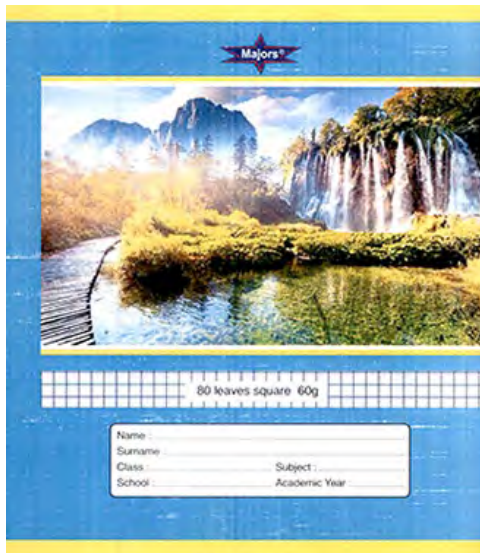 Majors®
80 leaves square 60g
Name :
Surname
Class : Subject :
School : Academic Year